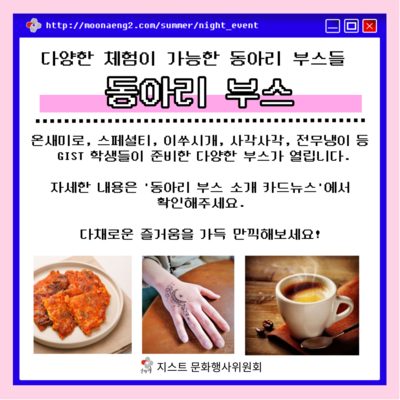 http://moonaeng2.com/summer/night_event
다양한 체험이 가능한 동아리 부스들
동아리 부스
온새미로, 스페셜티, 이쑤시개, 사각사각, 전무냉이 등
GIST 학생들이 준비한 다양한 부스가 열립니다.
자세한 내용은 '동아리 부스 소개 카드뉴스'에서
확인해주세요.
다채로운 즐거움을 가득 만끽해보세요!
지스트 문화행사위원회